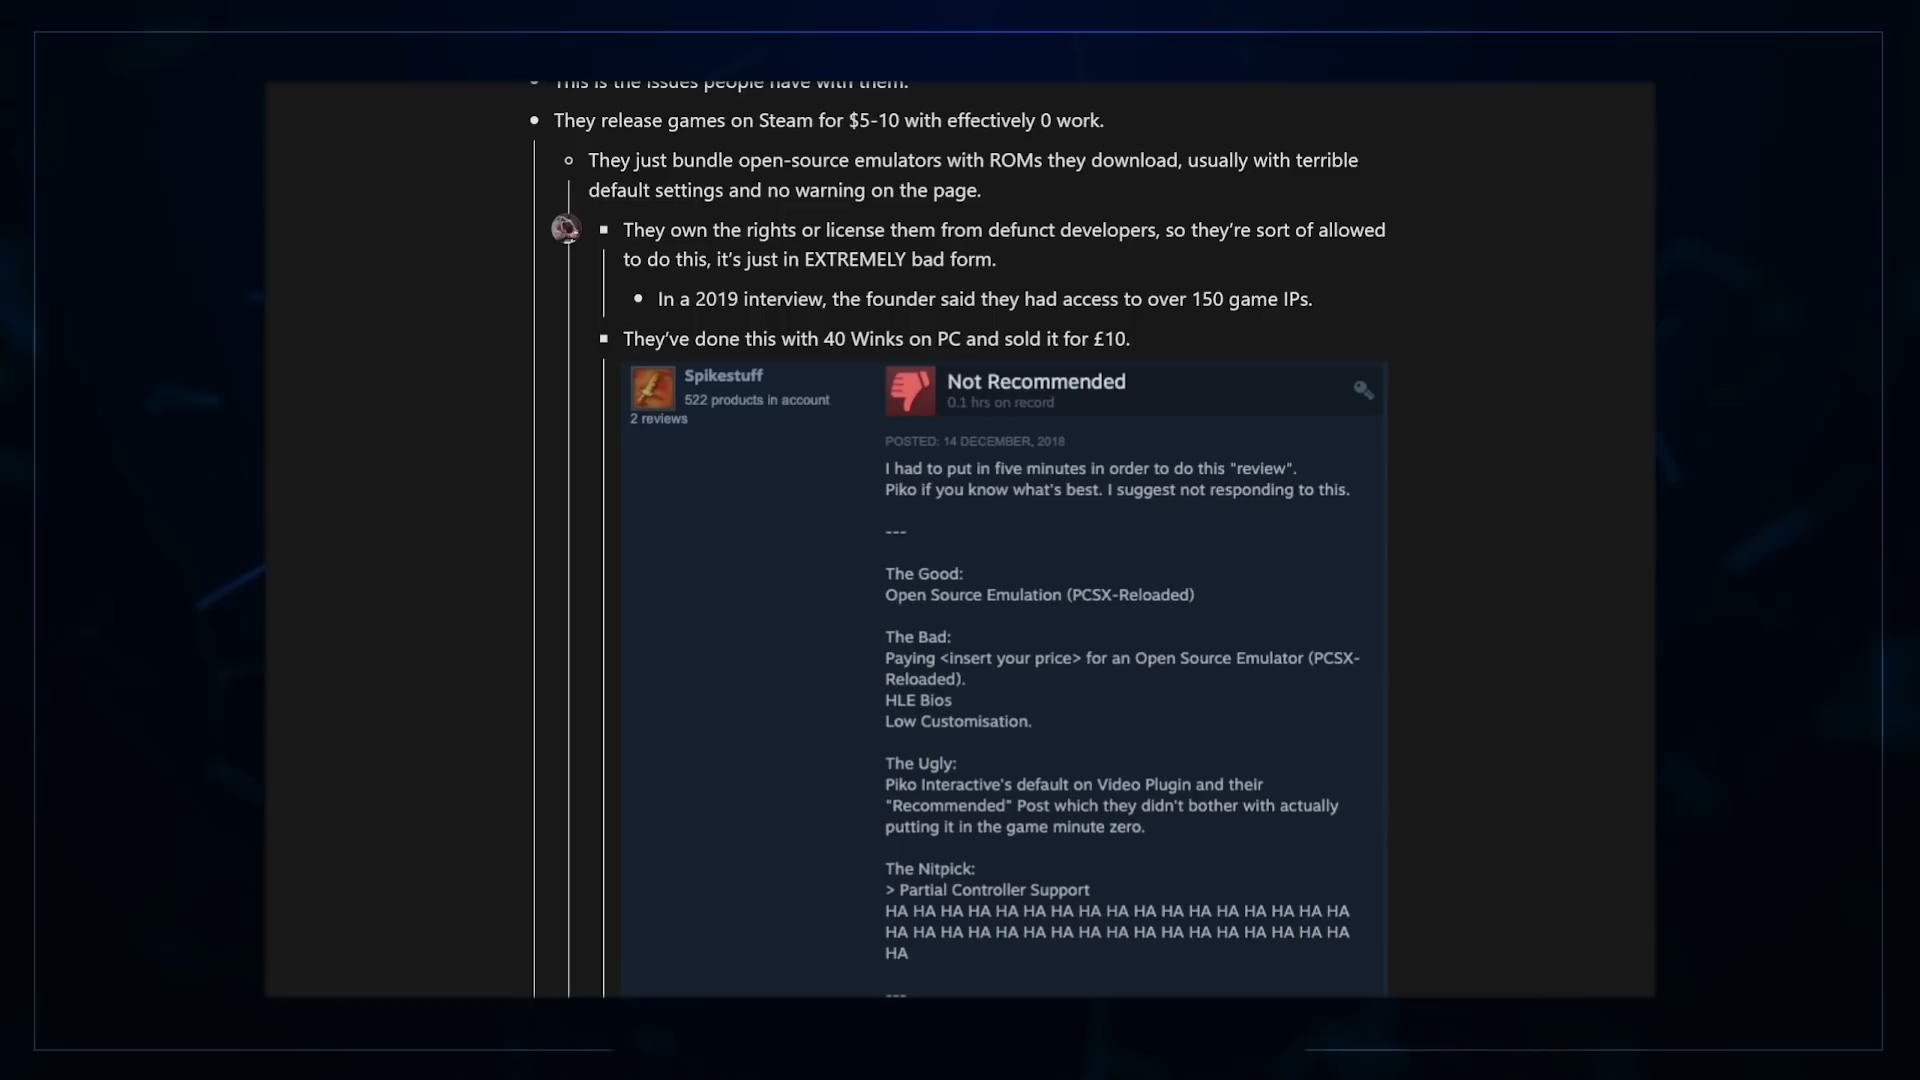 This is the issues people have with them.
They release games on Steam for $5-10 with effectively 0 work.
They just bundle open-source emulators with ROMs they download, usually with terrible
default settings and no warning on the page.
They own the rights or license them from defunct developers, so they're sort of allowed
to do this, it's just in EXTREMELY bad form.
In a 2019 interview, the founder said they had access to over 150 game IPs.
They've done this with 40 Winks on PC and sold it for £10.
Spikestuff
522 products in account
2 reviews
Not Recommended
0.1 hrs on record
POSTED: 14 DECEMBER, 2018
I had to put in five minutes in order to do this "review".
Piko if you know what's best. I suggest not responding to this.
---
The Good:
Open Source Emulation (PCSX-Reloaded)
The Bad:
Paying <insert your price> for an Open Source Emulator (PCSX-
Reloaded).
HLE Bios
Low Customisation.
The Ugly:
Piko Interactive's default on Video Plugin and their
"Recommended" Post which they didn't bother with actually
putting it in the game minute zero.
The Nitpick:
> Partial Controller Support
HA HA HA HA HA HA HA HA HA HA HA HA HA HA HA HA HA
HA HA HA HA HA HA HA HA HA HA HA HA HA HA HA HA HA
HA
---